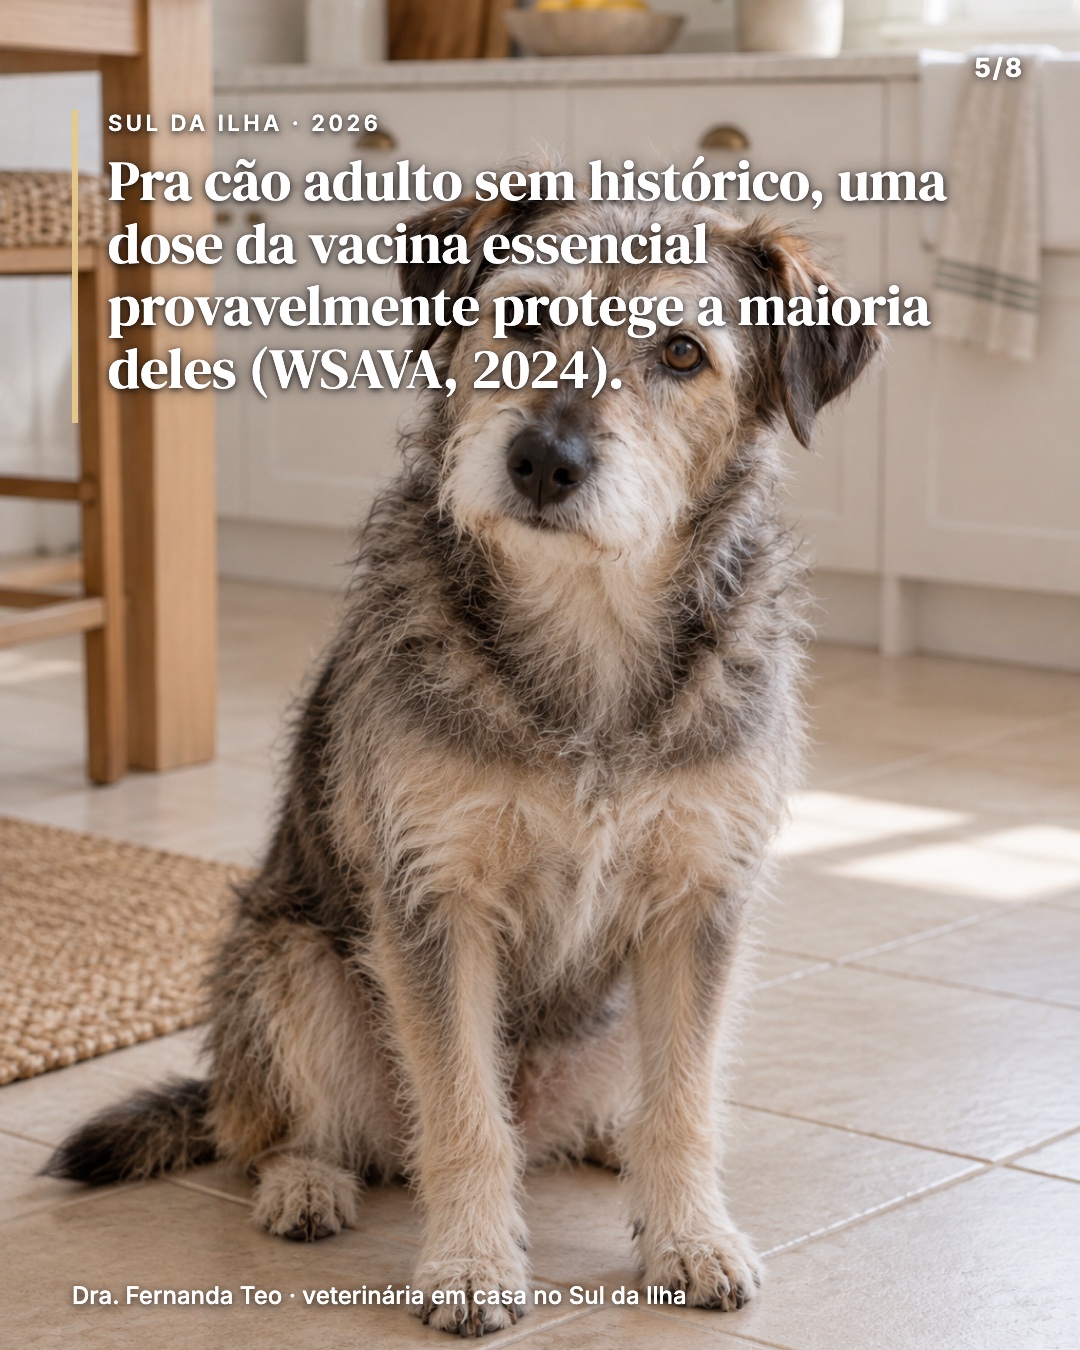 5/8
SUL DA ILHA · 2026
Pra cão adulto sem histórico, uma
dose da vacina essencial
provavelmente protege a maioria
deles (WSAVA, 2024).
Dra. Fernanda Teo · veterinária em casa no Sul da Ilha